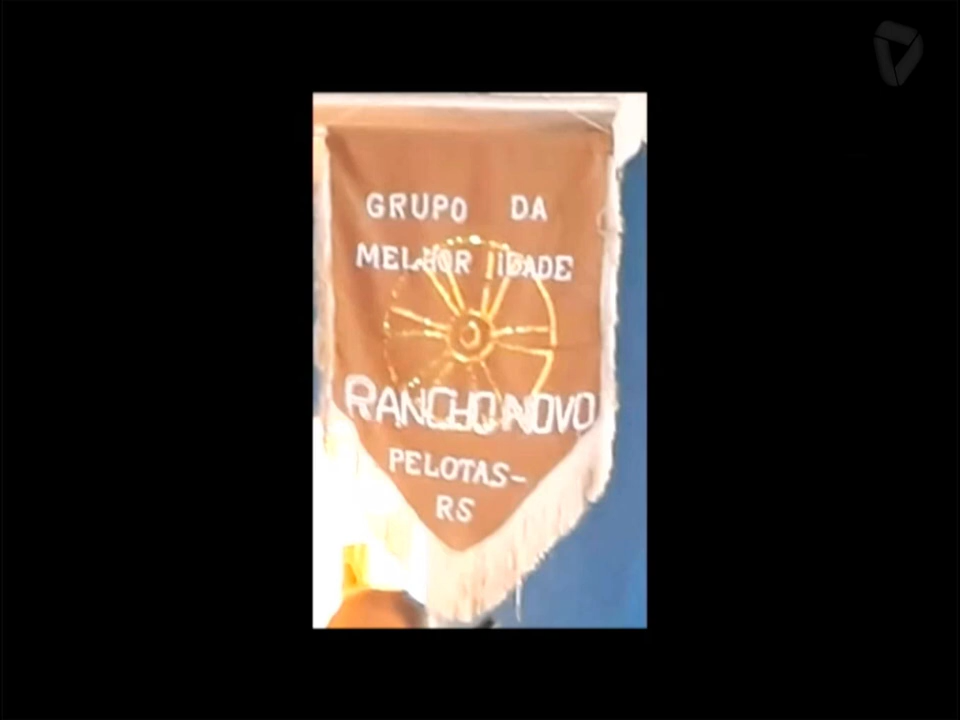 GRUPO DA
MELHOR IDADE
RANCHO NOVO
PELOTAS-
RS